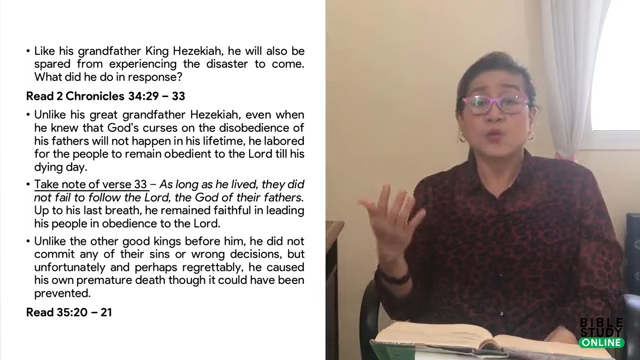 • Like his grandfather King Hezekiah, he will also be
spared from experiencing the disaster to come.
What did he do in response?
Read 2 Chronicles 34:29 – 33
• Unlike his great grandfather Hezekiah, even when
he knew that God's curses on the disobedience of
his fathers will not happen in his lifetime, he labored
for the people to remain obedient to the Lord till his
dying day.
• Take note of verse 33 – As long as he lived, they did
not fail to follow the Lord, the God of their fathers.
Up to his last breath, he remained faithful in leading
his people in obedience to the Lord.
• Unlike the other good kings before him, he did not
commit any of their sins or wrong decisions, but
unfortunately and perhaps regrettably, he caused
his own premature death though it could have been
prevented.
Read 35:20 – 21
BIBLE
STUDY
ONLINE